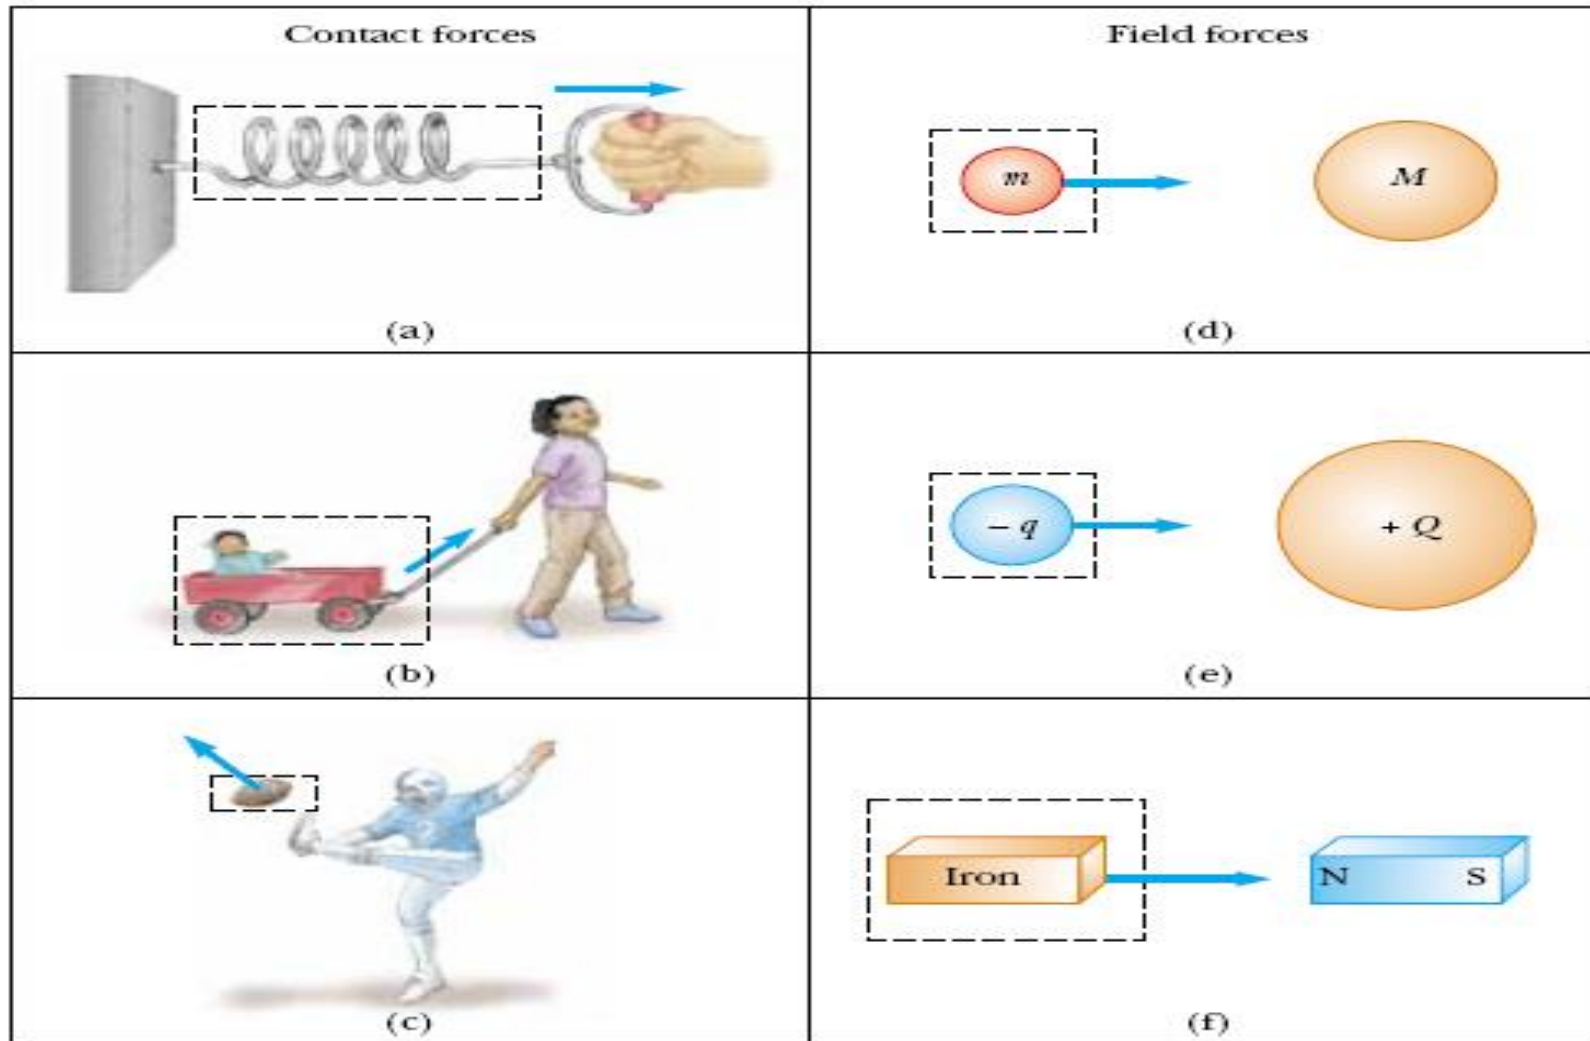 Contact forces
(a)
(b)
(c)
Field forces
m
M
(d)
– q
+ Q
(e)
Iron
N S
(f)